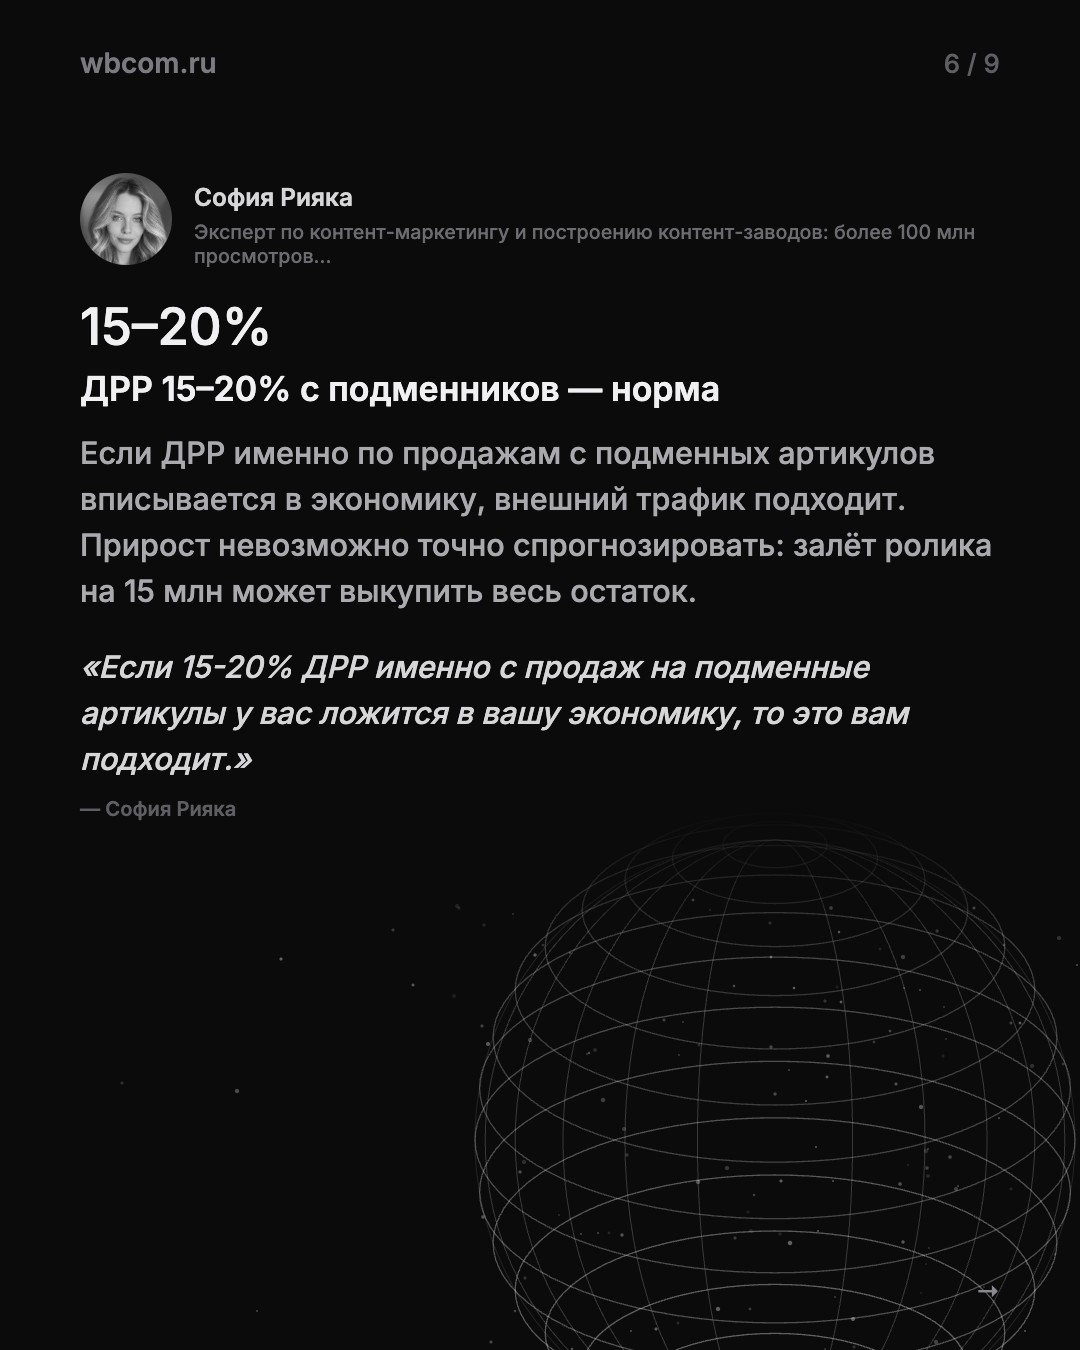 wbcom.ru
6 / 9
София Рияка
Эксперт по контент-маркетингу и построению контент-заводов: более 100 млн
просмотров...
15–20%
ДРР 15–20% с подменников — норма
Если ДРР именно по продажам с подменных артикулов
вписывается в экономику, внешний трафик подходит.
Прирост невозможно точно спрогнозировать: залёт ролика
на 15 млн может выкупить весь остаток.
«Если 15-20% ДРР именно с продаж на подменные
артикулы у вас ложится в вашу экономику, то это вам
подходит.»
— София Рияка
→